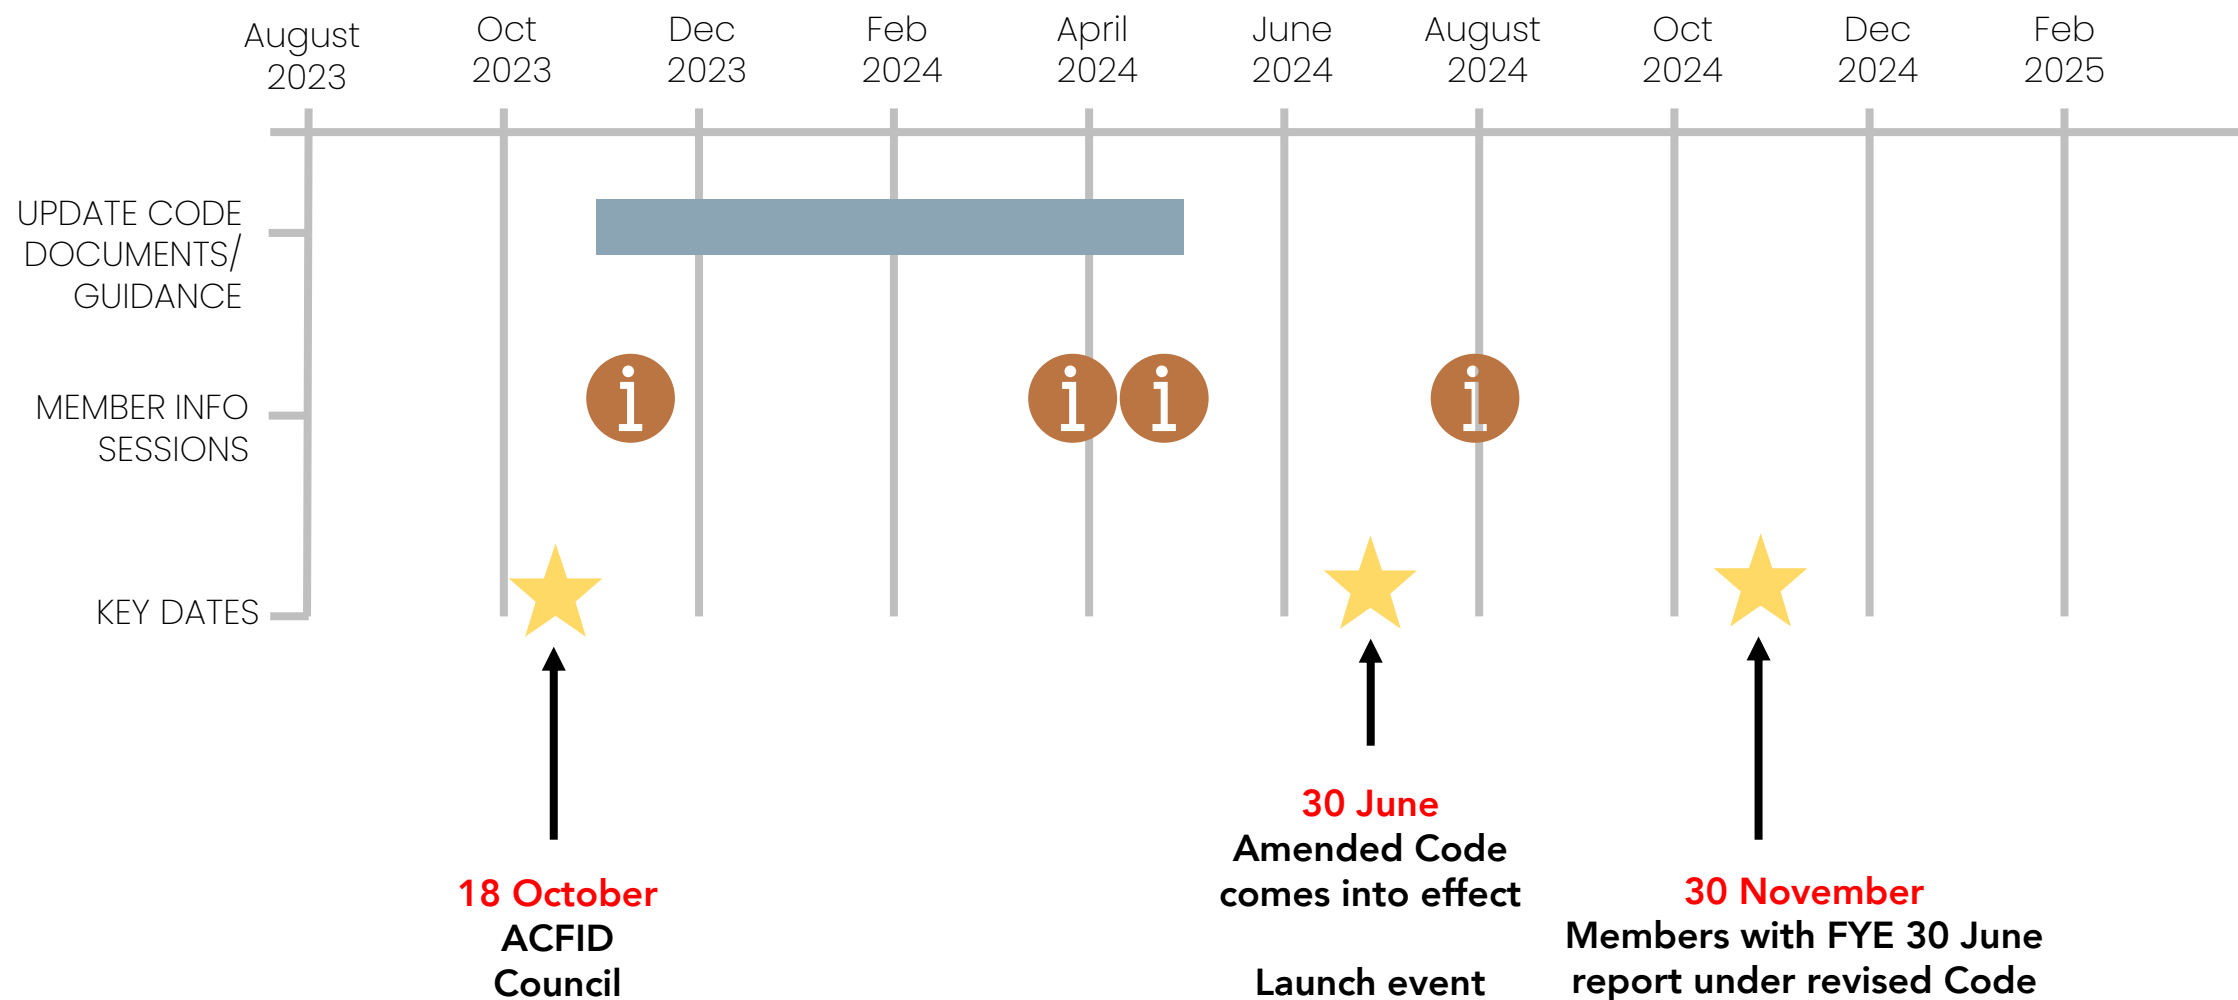 August
2023
Oct
2023
Dec
2023
Feb
2024
April
2024
June
2024
August
2024
Oct
2024
Dec
2024
Feb
2025
UPDATE CODE
DOCUMENTS/
GUIDANCE
MEMBER INFO
SESSIONS
i
i
i
i
KEY DATES
18 October
ACFID
Council
30 June
Amended Code
comes into effect
Launch event
30 November
Members with FYE 30 June
report under revised Code